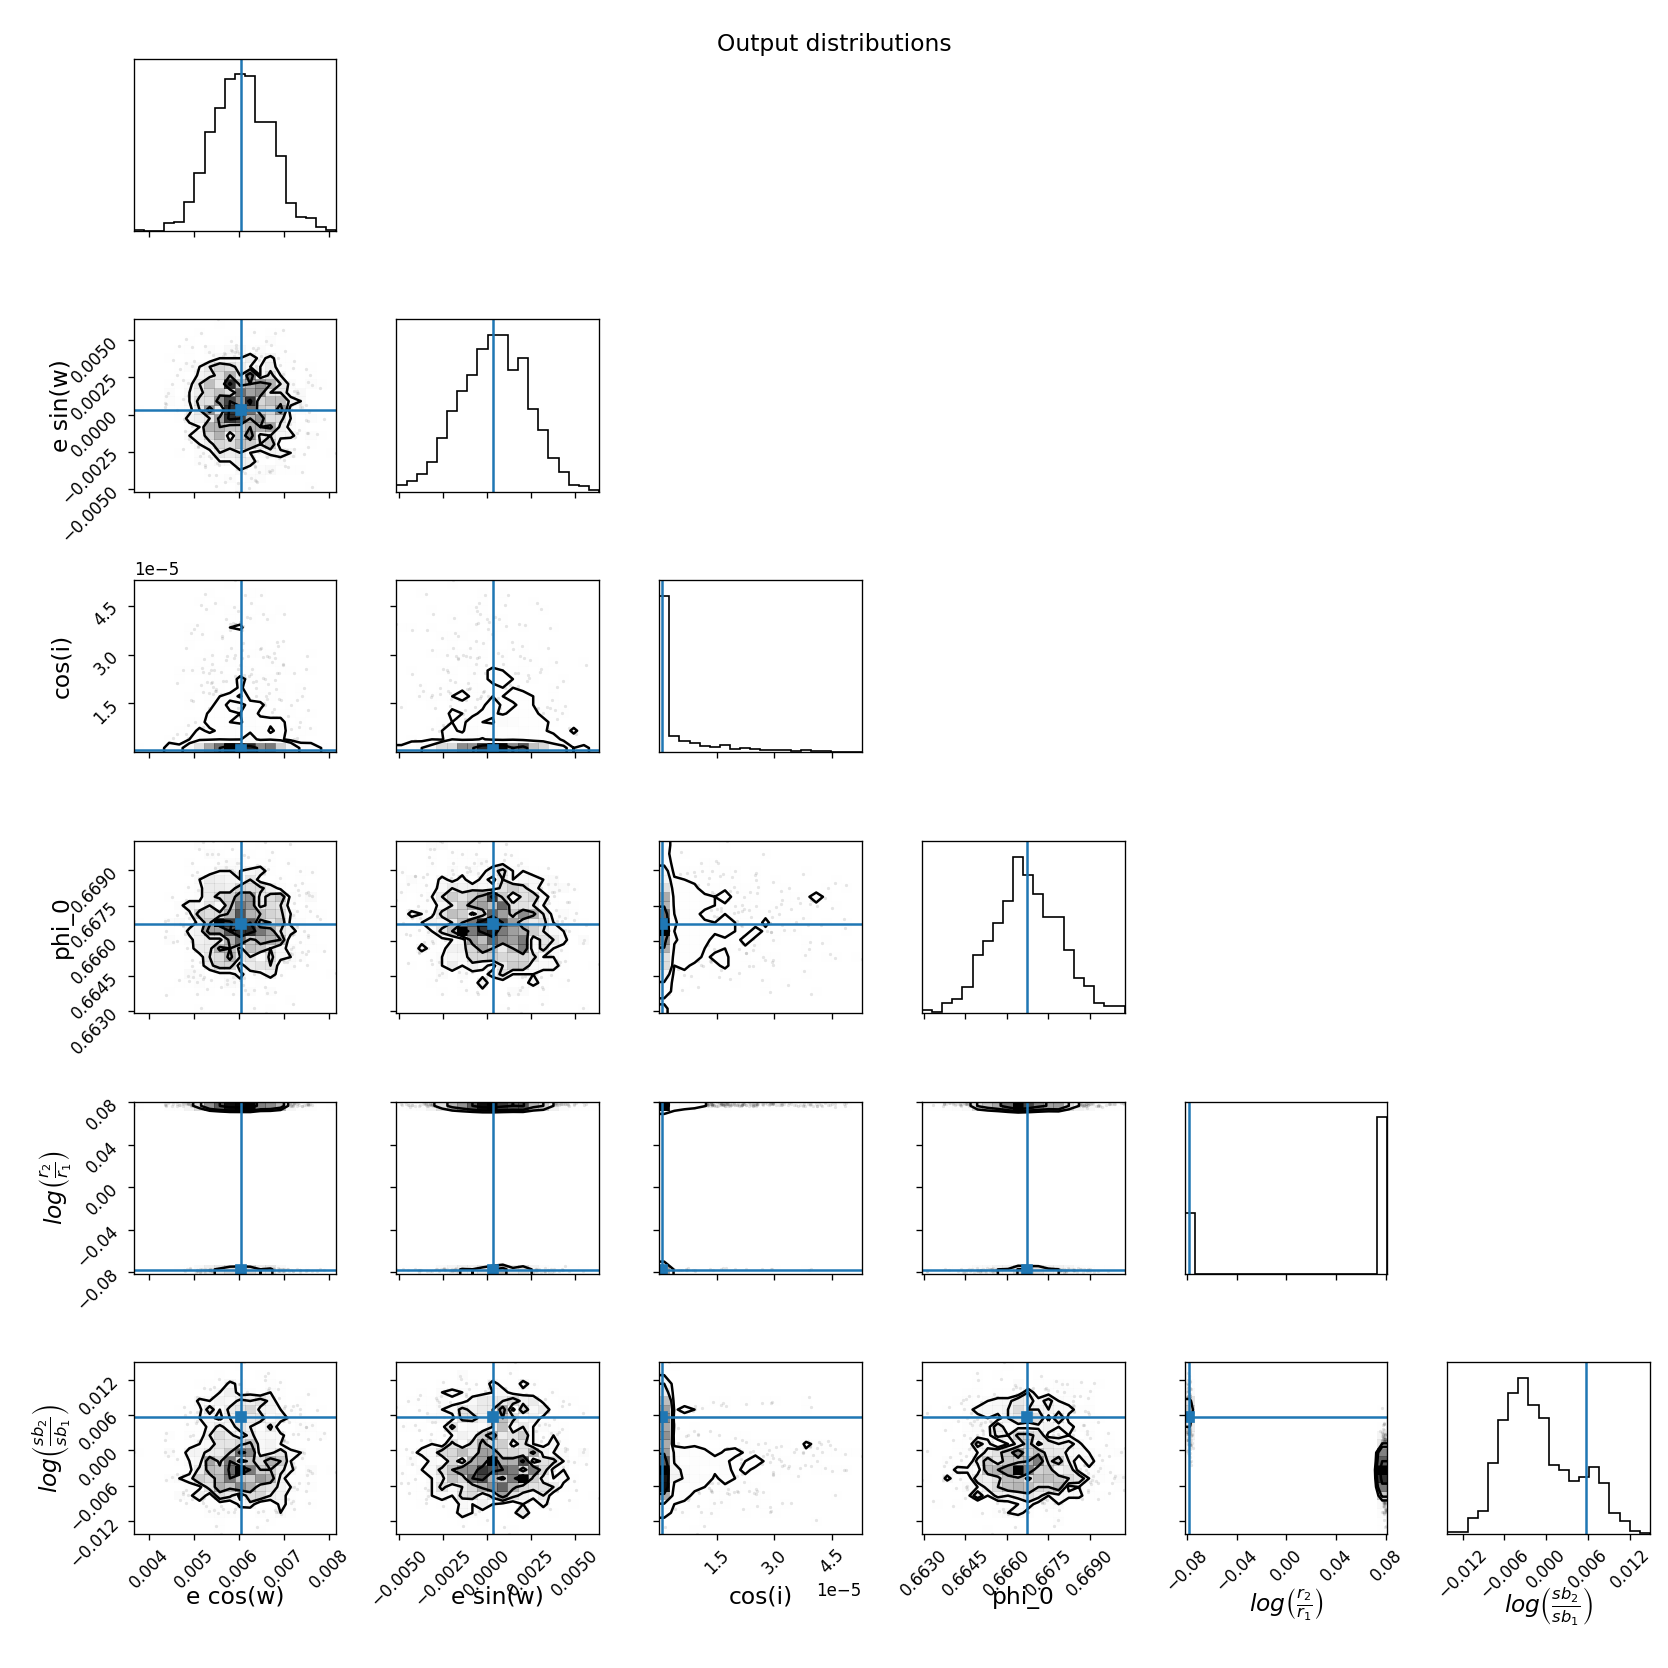 Output distributions
e sin(w)
0.0050
0.0025
0.0000
−0.0025
−0.0050
1e−5
cos(i)
4.5
3.0
1.5
phi_0
0.6690
0.6675
0.6660
0.6645
0.6630
log(r₂/r₁)
0.08
0.04
0.00
−0.04
−0.08
log(sb₂/sb₁)
0.012
0.006
0.000
−0.006
−0.012
0.004 0.005 0.006 0.007 0.008
e cos(w)
−0.0050 −0.0025 0.0000 0.0025 0.0050
e sin(w)
1.5 3.0 4.5
1e−5
cos(i)
0.6630 0.6645 0.6660 0.6675 0.6690
phi_0
−0.08 −0.04 0.00 0.04 0.08
log(r₂/r₁)
−0.012 −0.006 0.000 0.006 0.012
log(sb₂/sb₁)